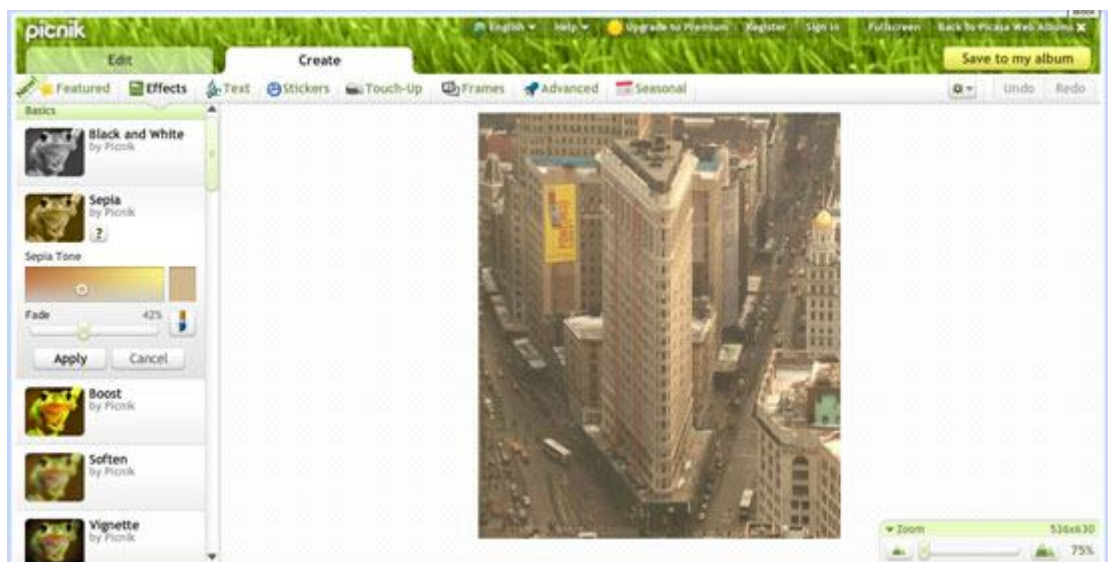 picnik
English Help Upgrade to Premium Register Sign In Fullscreen Back to Picasa Web Albums
Edit Create Save to my album
Featured Effects Text Stickers Touch-Up Frames Advanced Seasonal Undo Redo
Basics
Black and White
by Picnik
Sepia
by Picnik
?
Sepia Tone
Fade 42%
Apply Cancel
Boost
by Picnik
Soften
by Picnik
Vignette
by Picnik
Zoom 536x630
75%